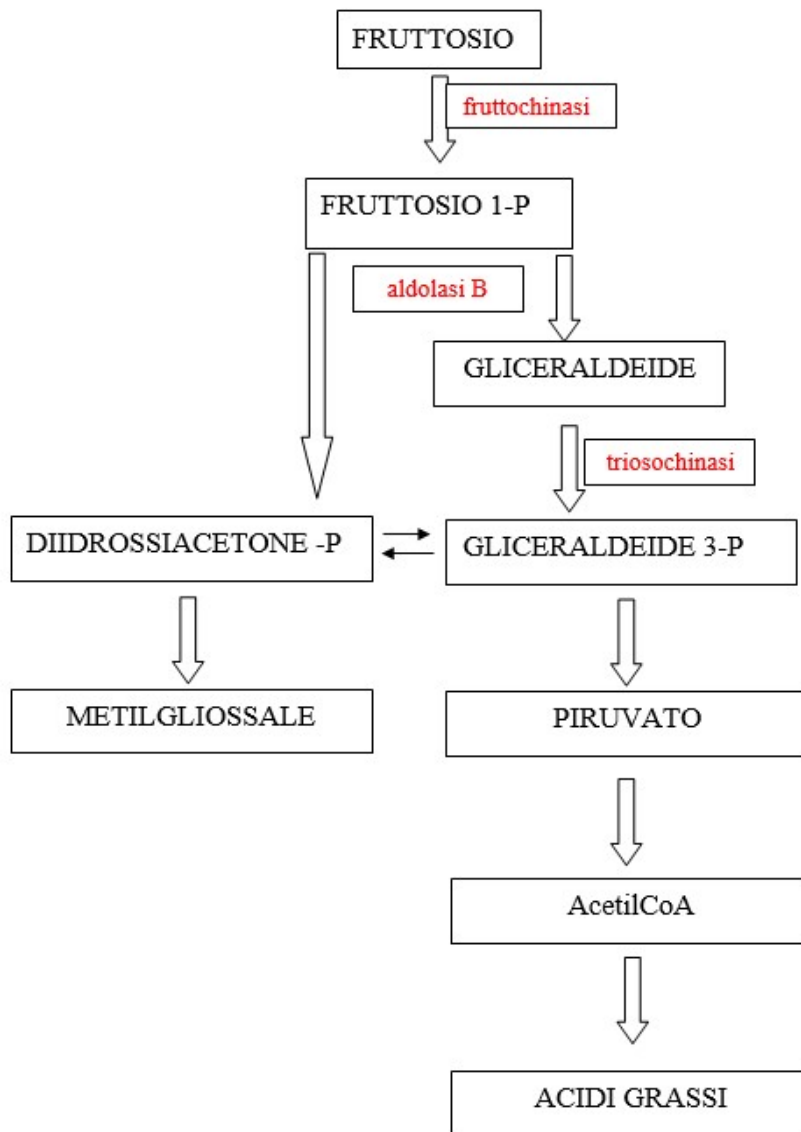 FRUTTOSIO
fruttochinasi
FRUTTOSIO 1-P
aldolasi B
GLICERALDEIDE
triosochinasi
DIIDROSSIACETONE -P
GLICERALDEIDE 3-P
METILGLIOSSALE
PIRUVATO
AcetilCoA
ACIDI GRASSI